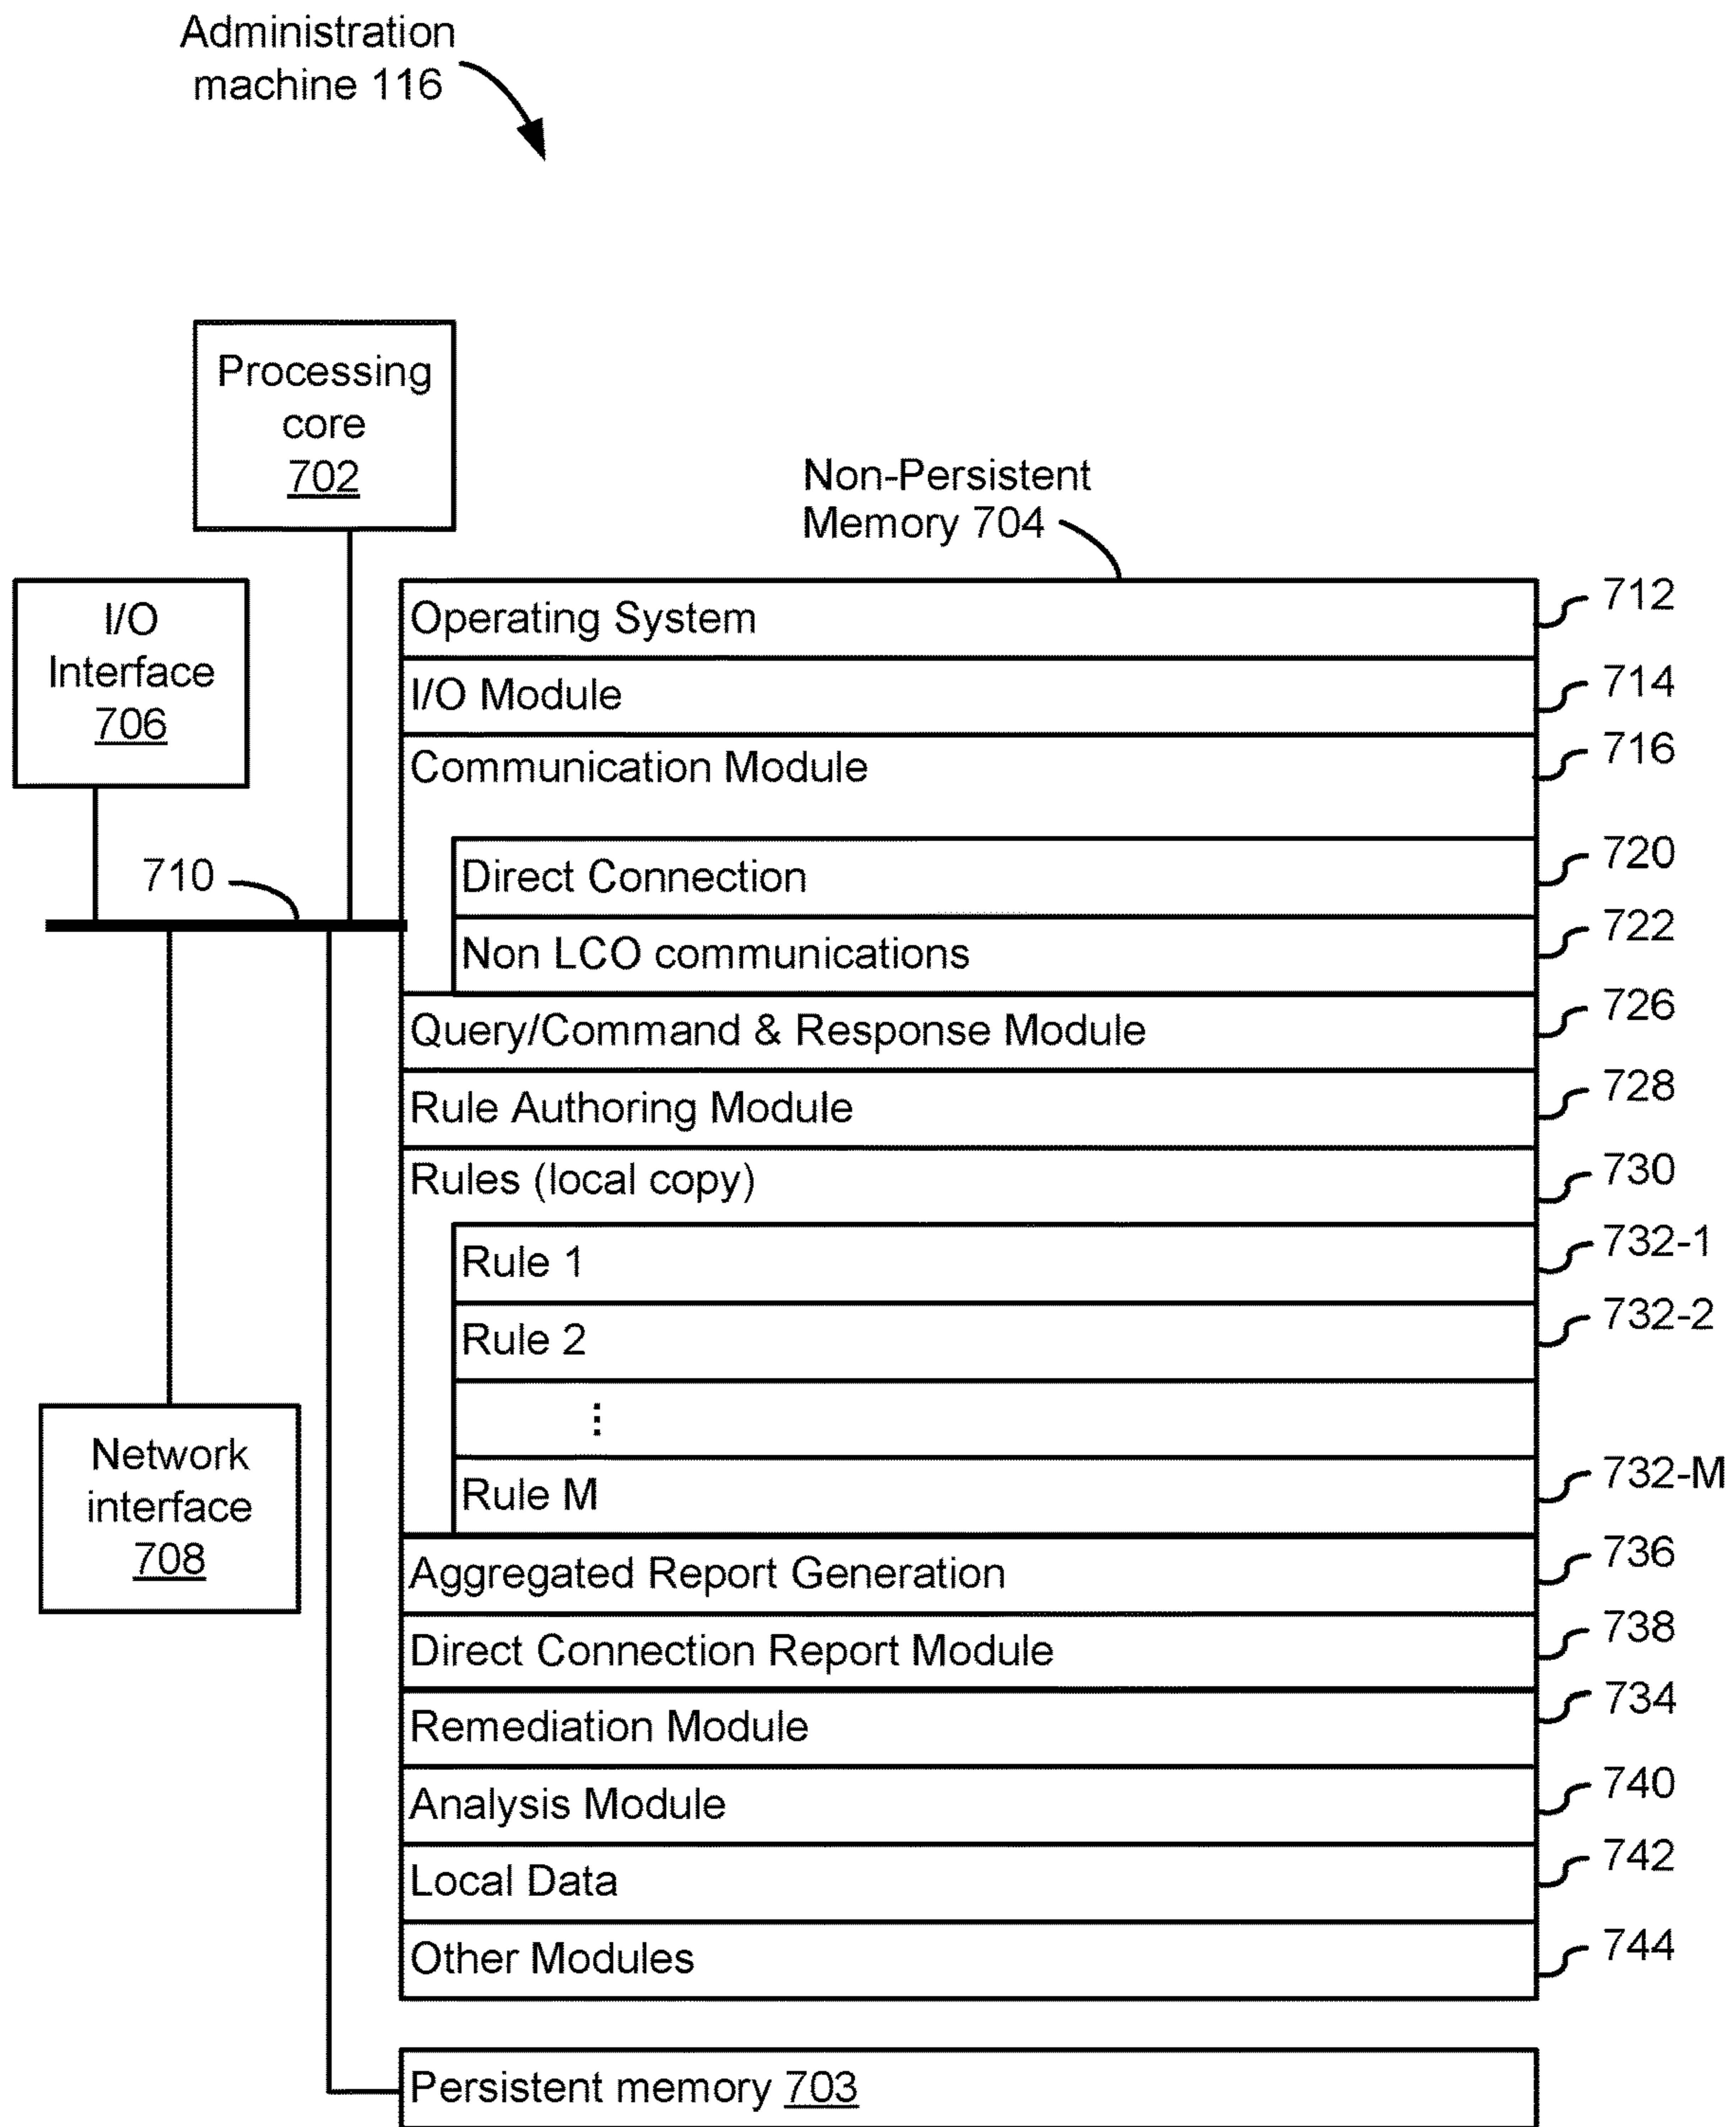 Administration
machine 116
Processing
core
702
Non-Persistent
Memory 704
I/O
Interface
706
Operating System
712
I/O Module
714
Communication Module
716
Direct Connection
720
710
Non LCO communications
722
Query/Command & Response Module
726
Rule Authoring Module
728
Rules (local copy)
730
Rule 1
732-1
Rule 2
732-2
⋮
Rule M
732-M
Network
interface
708
Aggregated Report Generation
736
Direct Connection Report Module
738
Remediation Module
734
Analysis Module
740
Local Data
742
Other Modules
744
Persistent memory 703